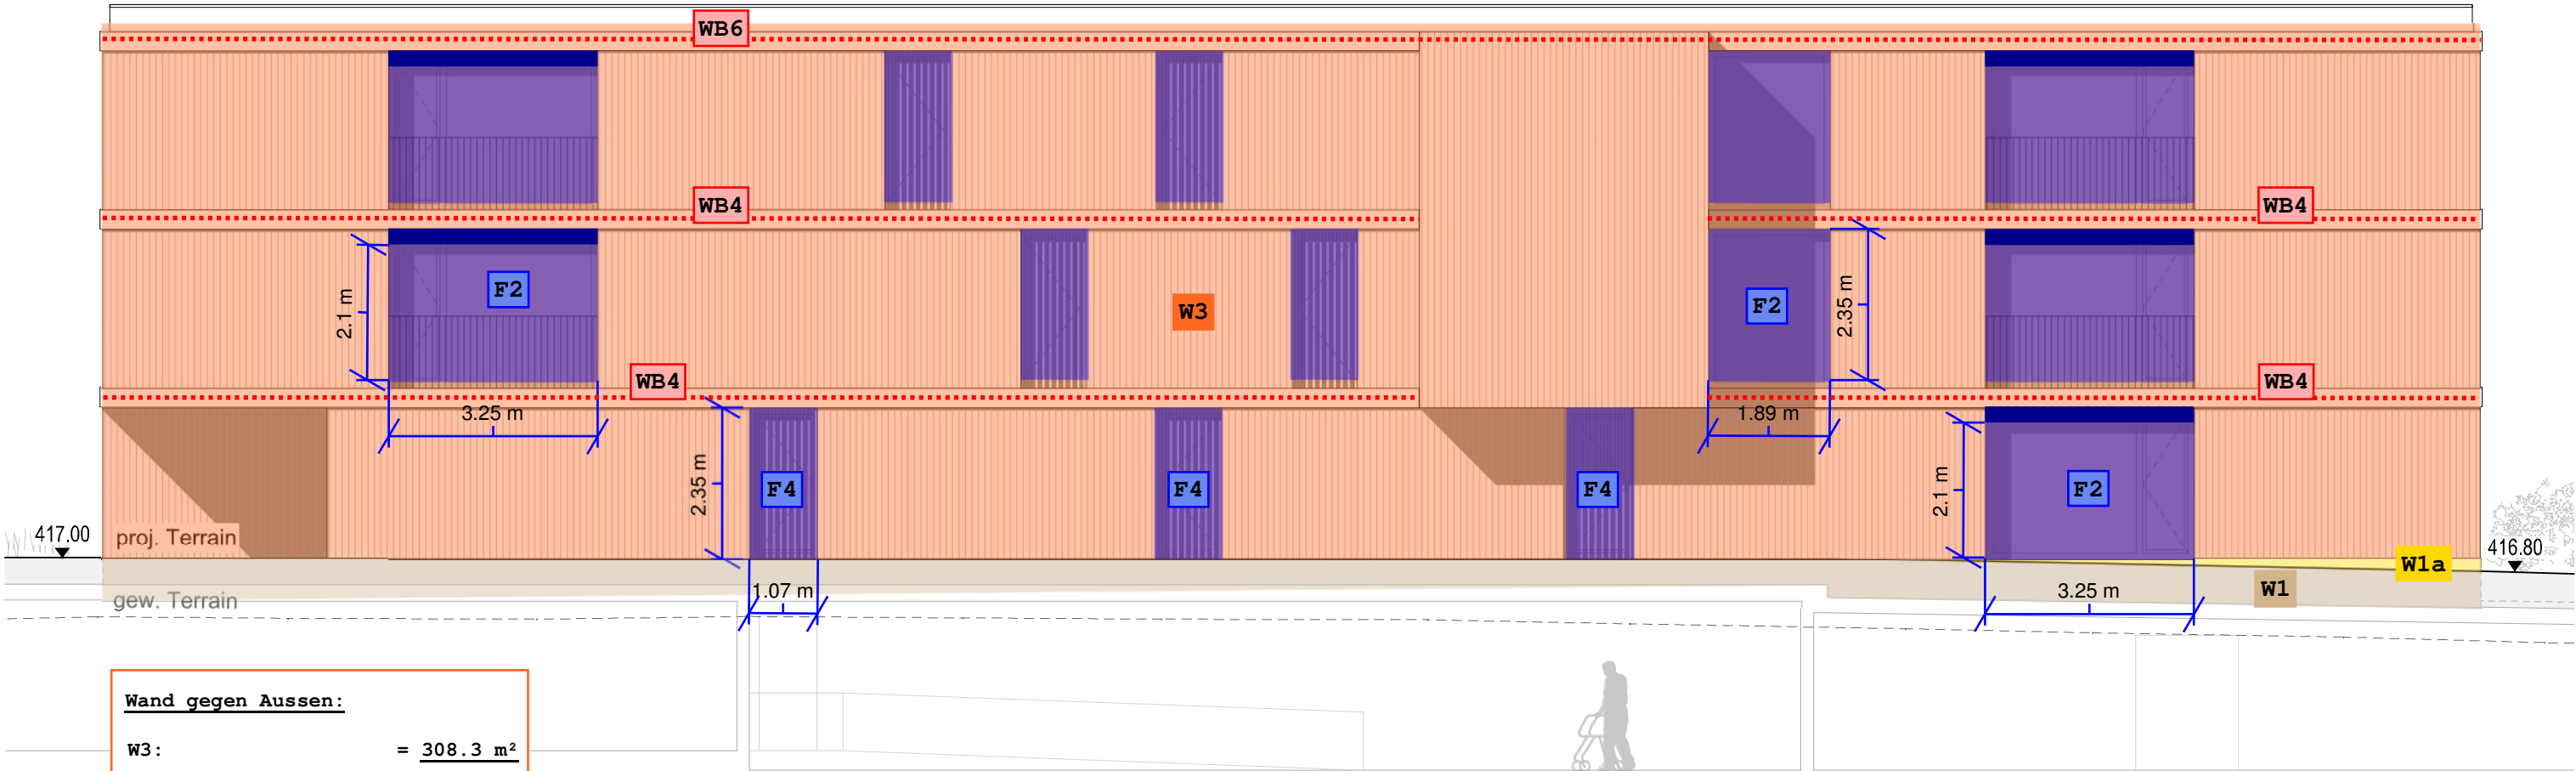 WB6
WB4
WB4
F2
2.1 m
W3
F2
2.35 m
WB4
WB4
3.25 m
1.89 m
2.35 m
F4
F4
F4
2.1 m
F2
417.00
proj. Terrain
416.80
W1a
gew. Terrain
1.07 m
3.25 m
W1
Wand gegen Aussen:
W3: = 308.3 m²